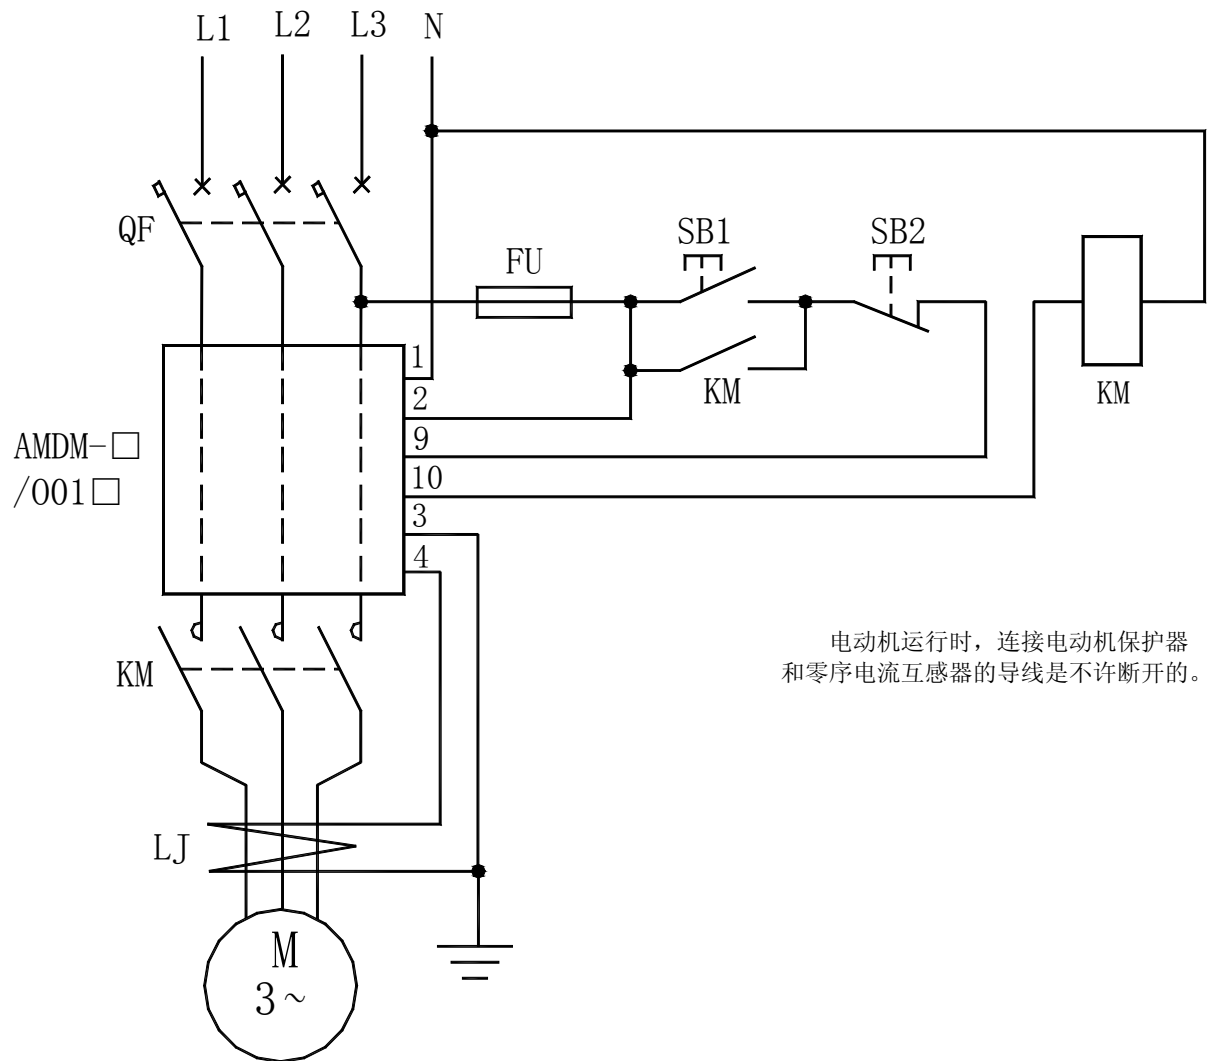 L1 L2 L3 N
QF
FU
SB1
SB2
KM
KM
1
2
9
10
3
4
AMDM-□
/001□
电动机运行时，连接电动机保护器
和零序电流互感器的导线是不许断开的。
KM
LJ
M
3~